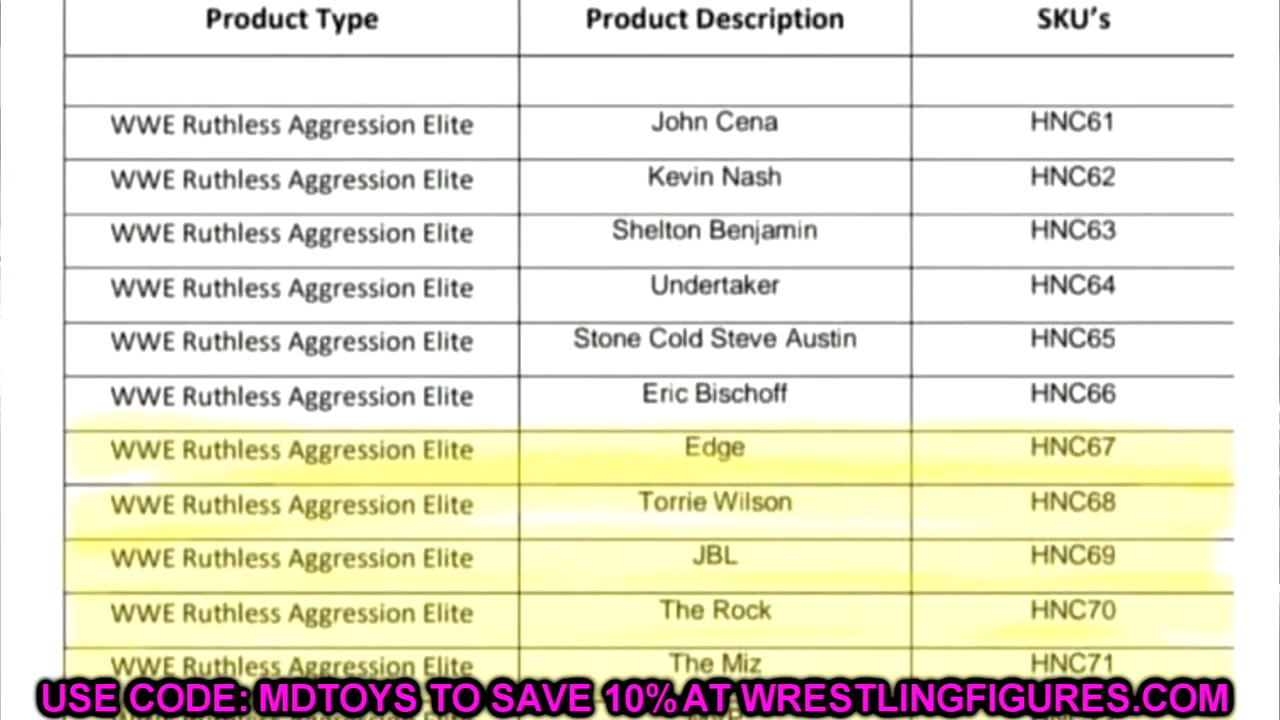 Product Type Product Description SKU's
WWE Ruthless Aggression Elite John Cena HNC61
WWE Ruthless Aggression Elite Kevin Nash HNC62
WWE Ruthless Aggression Elite Shelton Benjamin HNC63
WWE Ruthless Aggression Elite Undertaker HNC64
WWE Ruthless Aggression Elite Stone Cold Steve Austin HNC65
WWE Ruthless Aggression Elite Eric Bischoff HNC66
WWE Ruthless Aggression Elite Edge HNC67
WWE Ruthless Aggression Elite Torrie Wilson HNC68
WWE Ruthless Aggression Elite JBL HNC69
WWE Ruthless Aggression Elite The Rock HNC70
WWE Ruthless Aggression Elite The Miz HNC71
USE CODE: MDTOYS TO SAVE 10% AT WRESTLINGFIGURES.COM